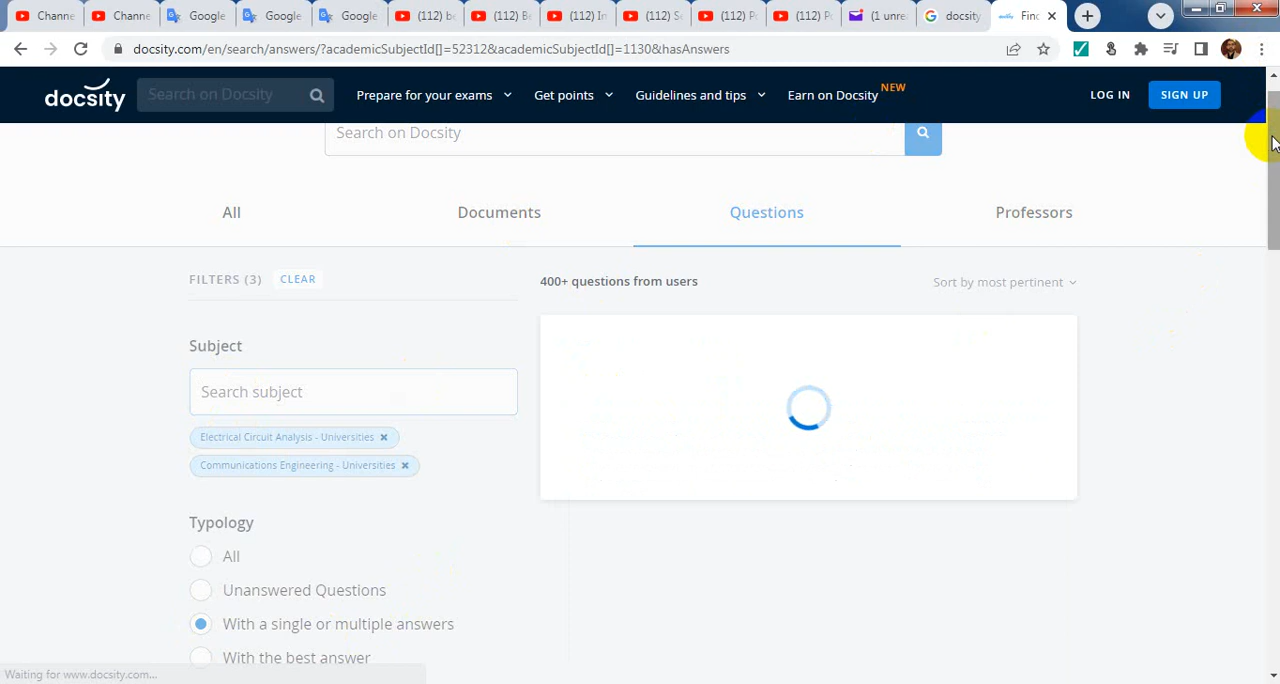 Channe
Channe
Google
Google
Google
(112) b
(112) B
(112) I
(112) S
(112) P
(112) P
(1 unre
docsity
Finc
docsity.com/en/search/answers/?academicSubjectId[]=52312&academicSubjectId[]=1130&hasAnswers
docsity
Search on Docsity
Prepare for your exams
Get points
Guidelines and tips
Earn on Docsity NEW
LOG IN
SIGN UP
Search on Docsity
All
Documents
Questions
Professors
FILTERS (3)
CLEAR
400+ questions from users
Sort by most pertinent
Subject
Search subject
Electrical Circuit Analysis - Universities
Communications Engineering - Universities
Typology
All
Unanswered Questions
With a single or multiple answers
With the best answer
Waiting for www.docsity.com...